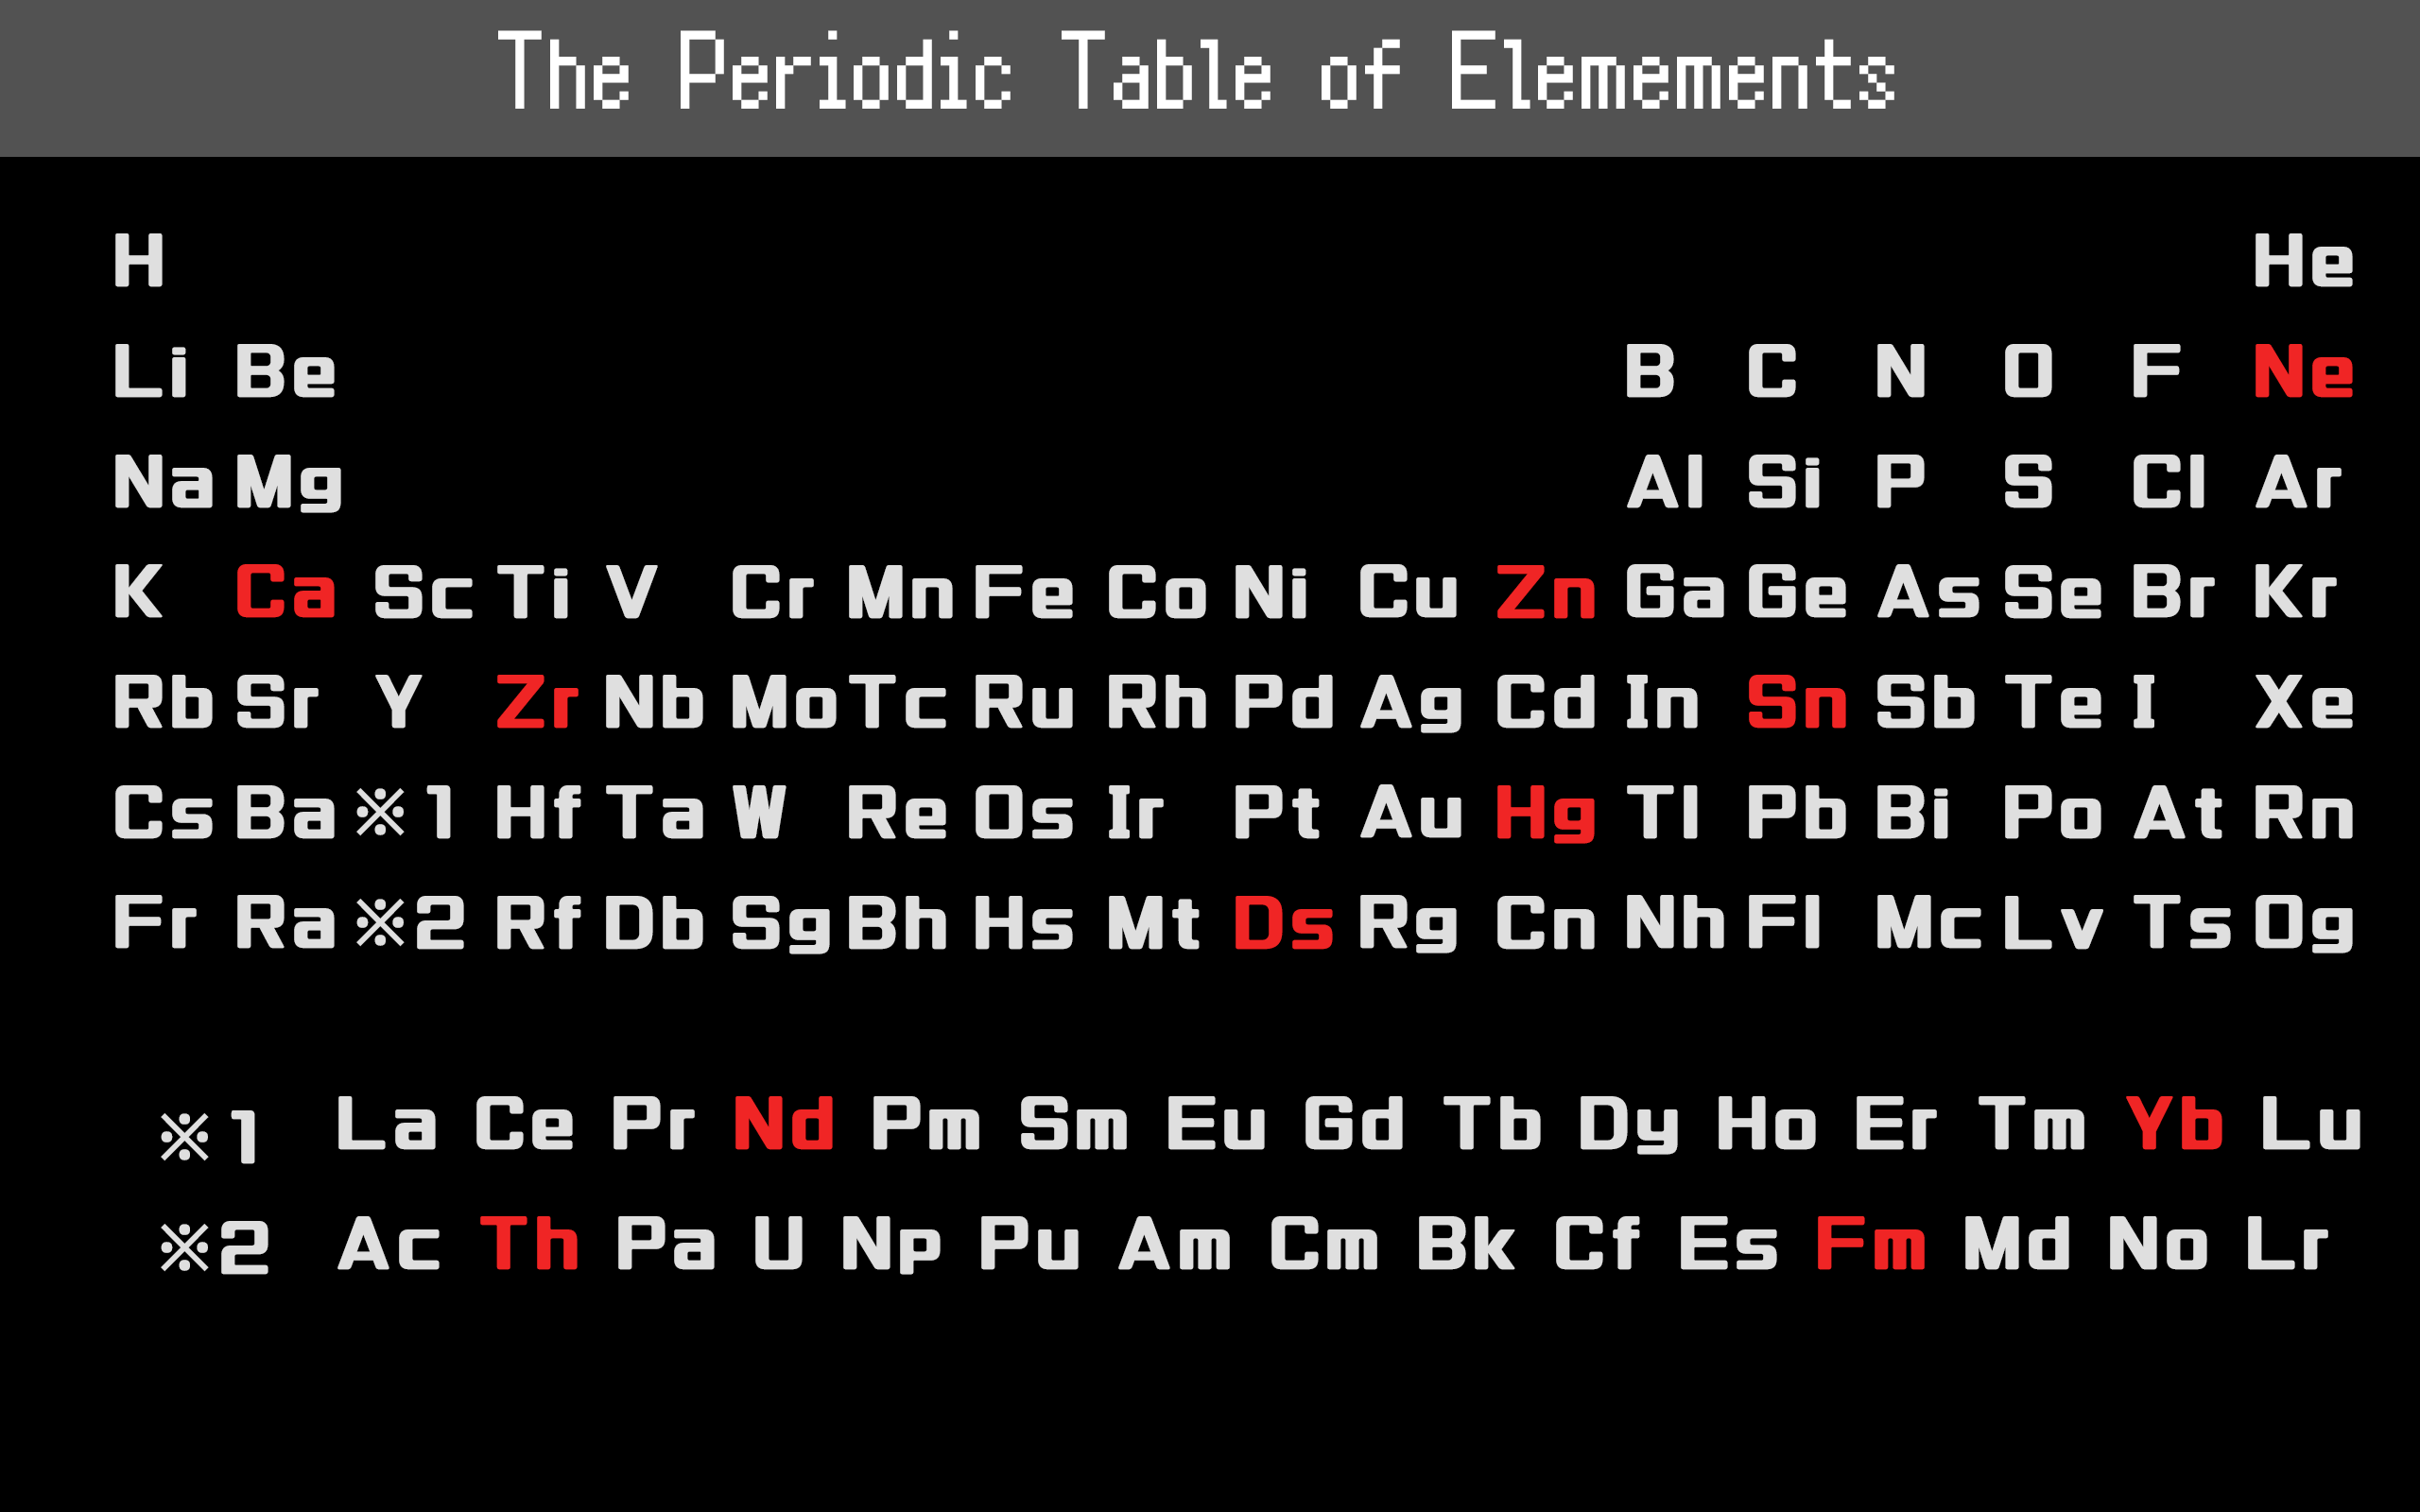 The Periodic Table of Elemements
H He
Li Be B C N O F Ne
Na Mg Al Si P S Cl Ar
K Ca Sc Ti V Cr Mn Fe Co Ni Cu Zn Ga Ge As Se Br Kr
Rb Sr Y Zr Nb Mo Tc Ru Rh Pd Ag Cd In Sn Sb Te I Xe
Cs Ba ※1 Hf Ta W Re Os Ir Pt Au Hg Tl Pb Bi Po At Rn
Fr Ra ※2 Rf Db Sg Bh Hs Mt Ds Rg Cn Nh Fl Mc Lv Ts Og
※1 La Ce Pr Nd Pm Sm Eu Gd Tb Dy Ho Er Tm Yb Lu
※2 Ac Th Pa U Np Pu Am Cm Bk Cf Es Fm Md No Lr